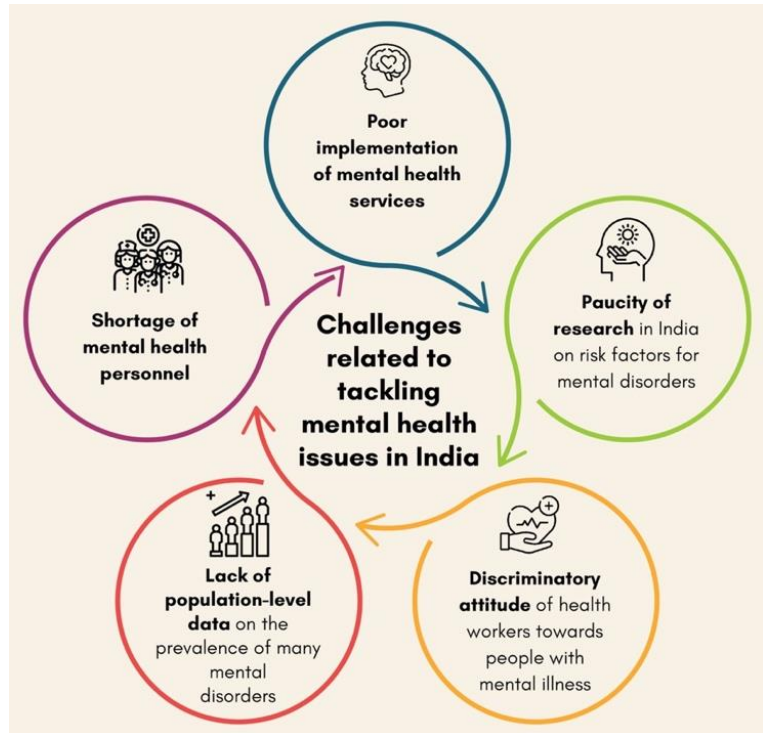 Poor
implementation
of mental health
services
Paucity of
research in India
on risk factors for
mental disorders
Discriminatory
attitude of health
workers towards
people with
mental illness
Lack of
population-level
data on the
prevalence of many
mental
disorders
Shortage of
mental health
personnel
Challenges
related to
tackling
mental health
issues in India